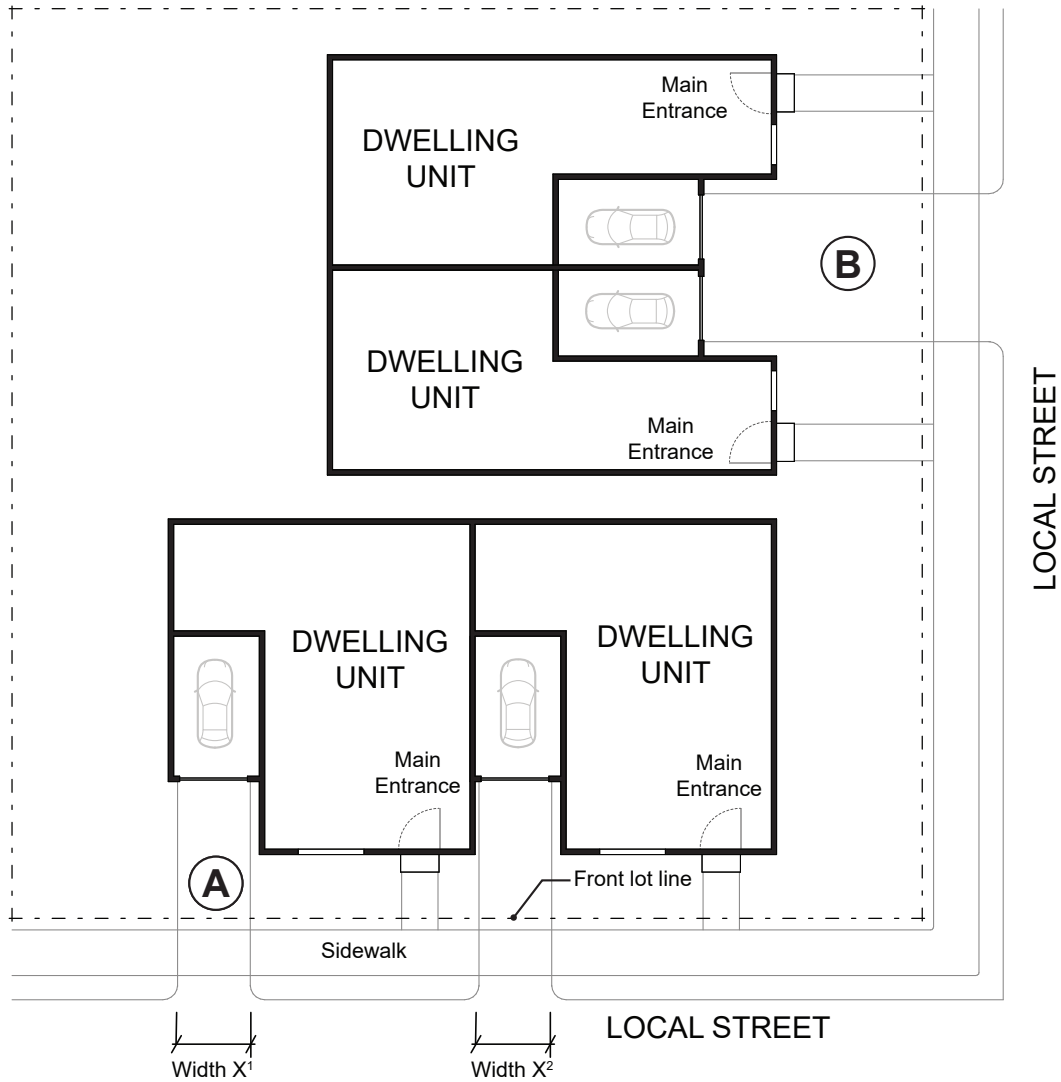 Main
Entrance
DWELLING
UNIT
B
DWELLING
UNIT
Main
Entrance
LOCAL STREET
DWELLING
UNIT
DWELLING
UNIT
Main
Entrance
Main
Entrance
A
Front lot line
Sidewalk
LOCAL STREET
Width X¹
Width X²